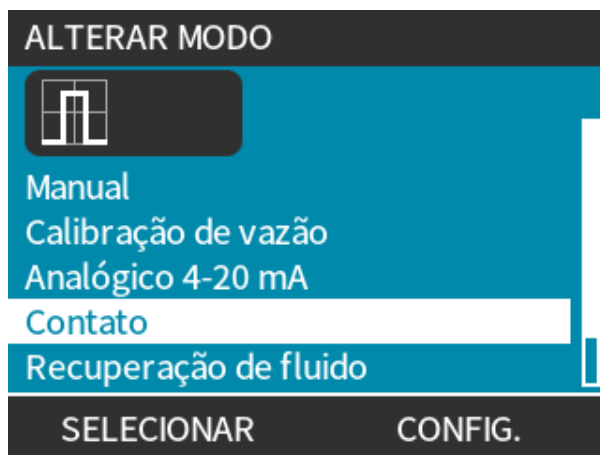 ALTERAR MODO
Manual
Calibração de vazão
Analógico 4-20 mA
Contato
Recuperação de fluido
SELECIONAR CONFIG.